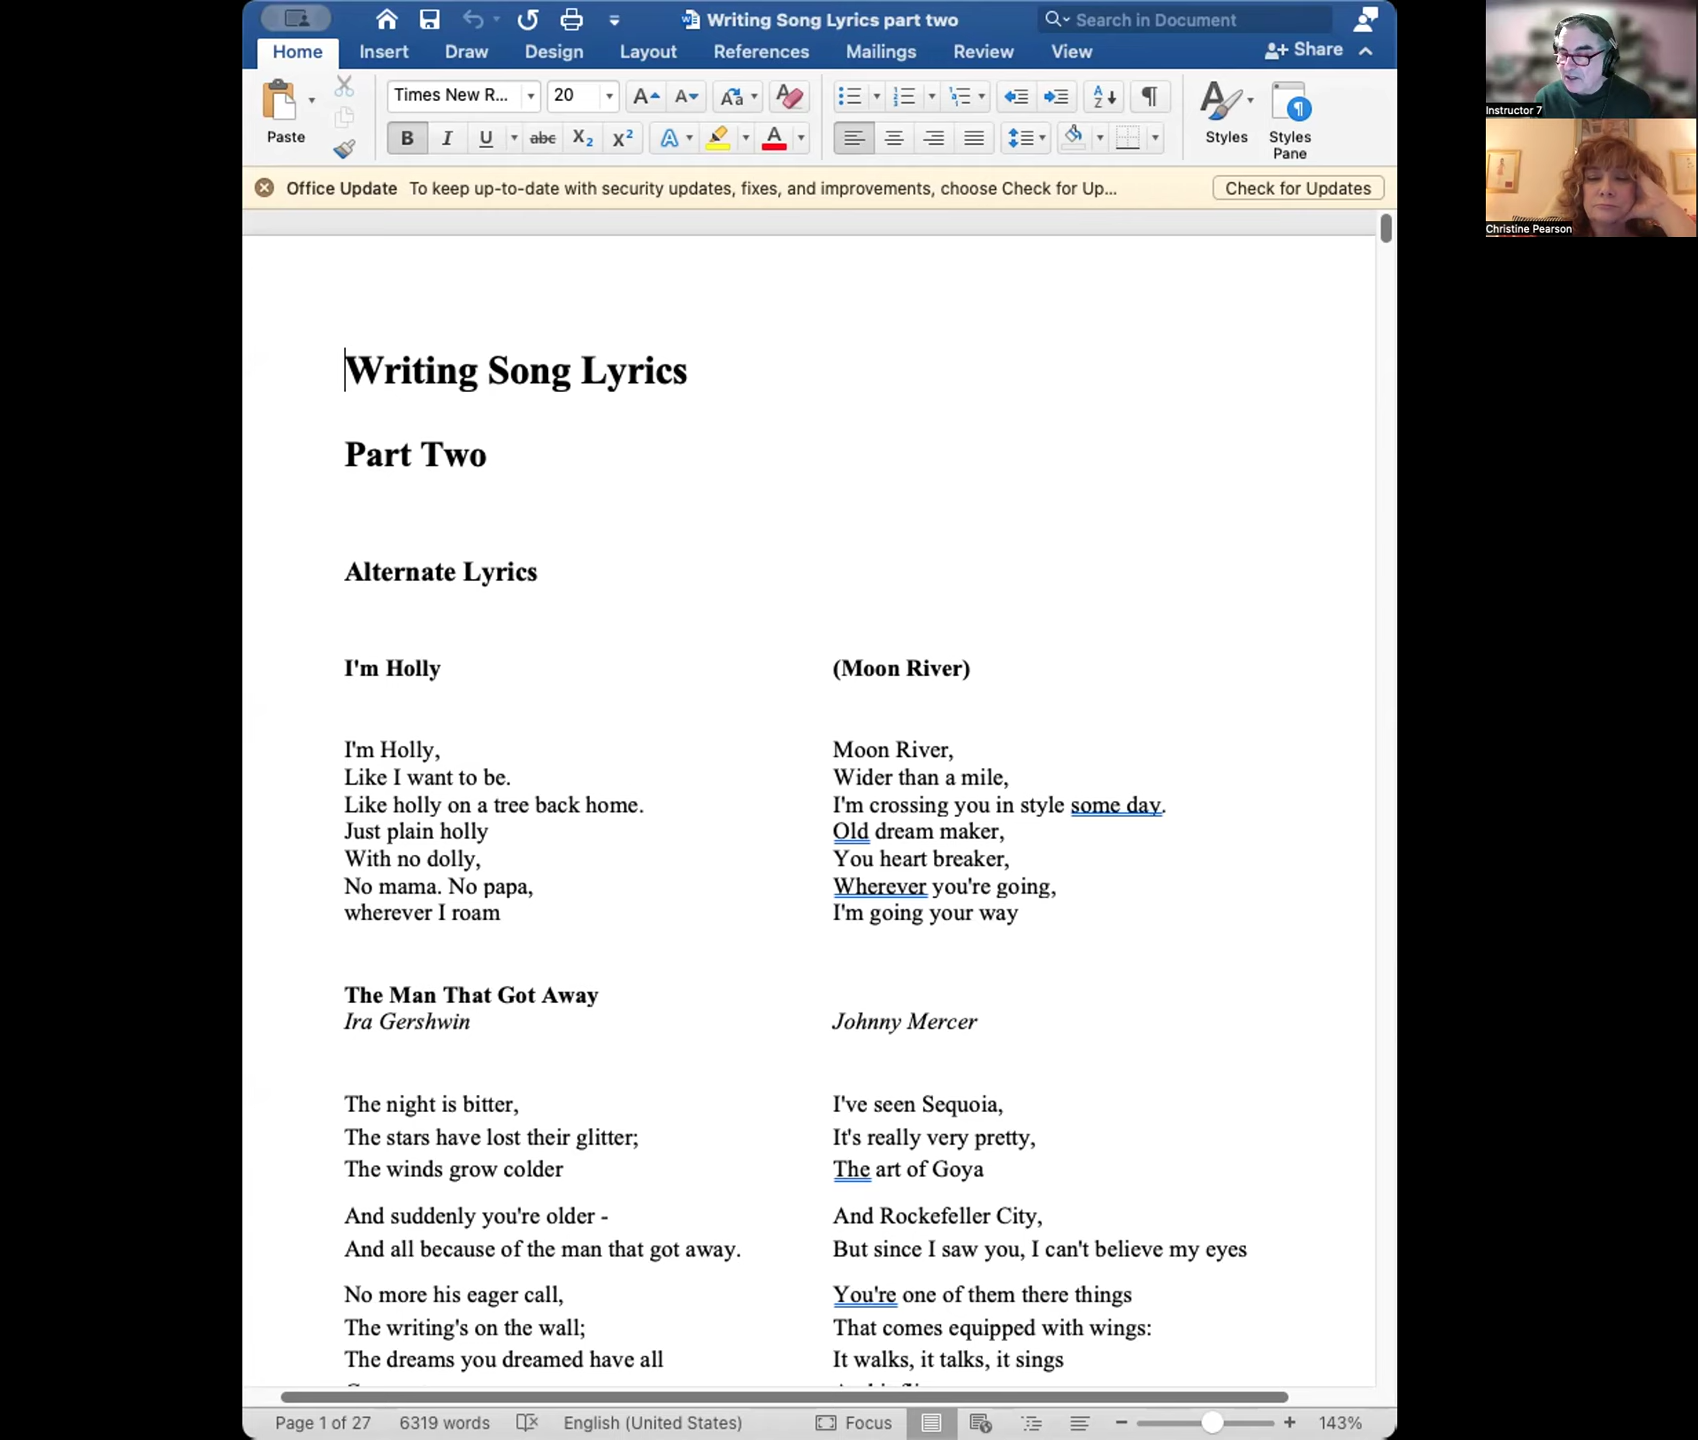 Writing Song Lyrics part two
Search in Document
Home Insert Draw Design Layout References Mailings Review View Share
Times New R... 20
Paste
B I U abc X2 X2 A A
Styles
Styles Pane
Office Update To keep up-to-date with security updates, fixes, and improvements, choose Check for Up... Check for Updates
Writing Song Lyrics
Part Two
Alternate Lyrics
I'm Holly
I'm Holly,
Like I want to be.
Like holly on a tree back home.
Just plain holly
With no dolly,
No mama. No papa,
wherever I roam
(Moon River)
Moon River,
Wider than a mile,
I'm crossing you in style some day.
Old dream maker,
You heart breaker,
Wherever you're going,
I'm going your way
The Man That Got Away
Ira Gershwin
The night is bitter,
The stars have lost their glitter;
The winds grow colder
And suddenly you're older -
And all because of the man that got away.
No more his eager call,
The writing's on the wall;
The dreams you dreamed have all
Johnny Mercer
I've seen Sequoia,
It's really very pretty,
The art of Goya
And Rockefeller City,
But since I saw you, I can't believe my eyes
You're one of them there things
That comes equipped with wings:
It walks, it talks, it sings
Page 1 of 27 6319 words English (United States) Focus 143%
Instructor 7
Christine Pearson